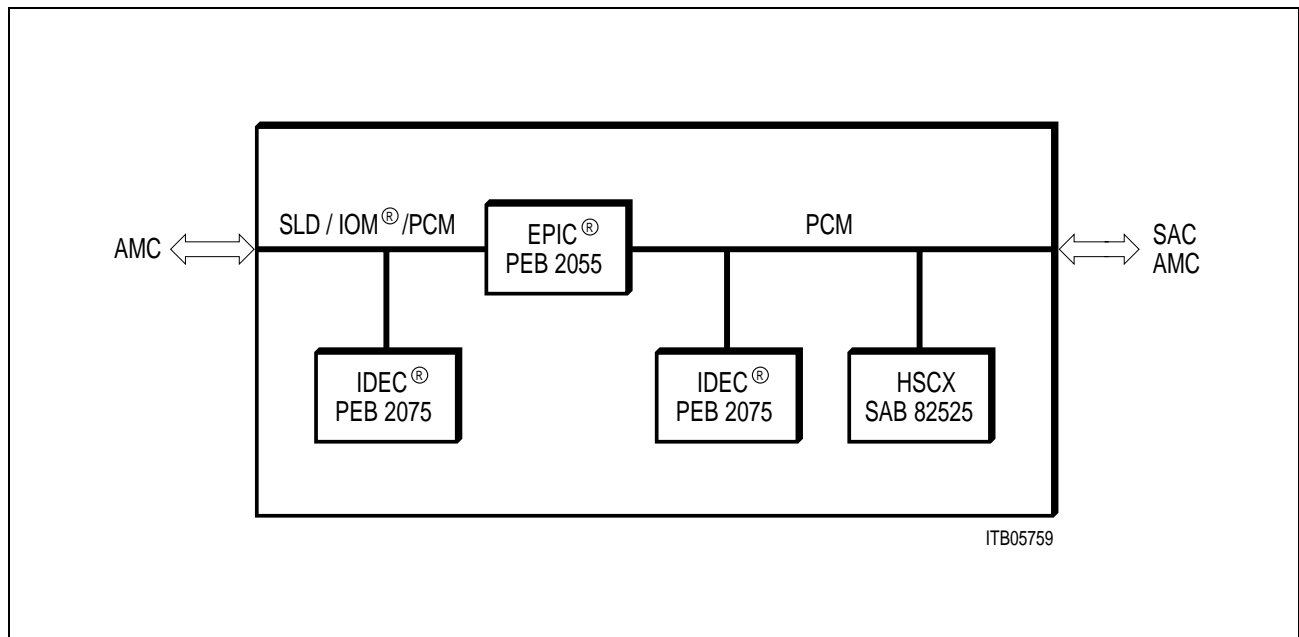 AMC
SLD / IOM® /PCM
EPIC®
PEB 2055
PCM
SAC
AMC
IDEC®
PEB 2075
IDEC®
PEB 2075
HSCX
SAB 82525
ITB05759